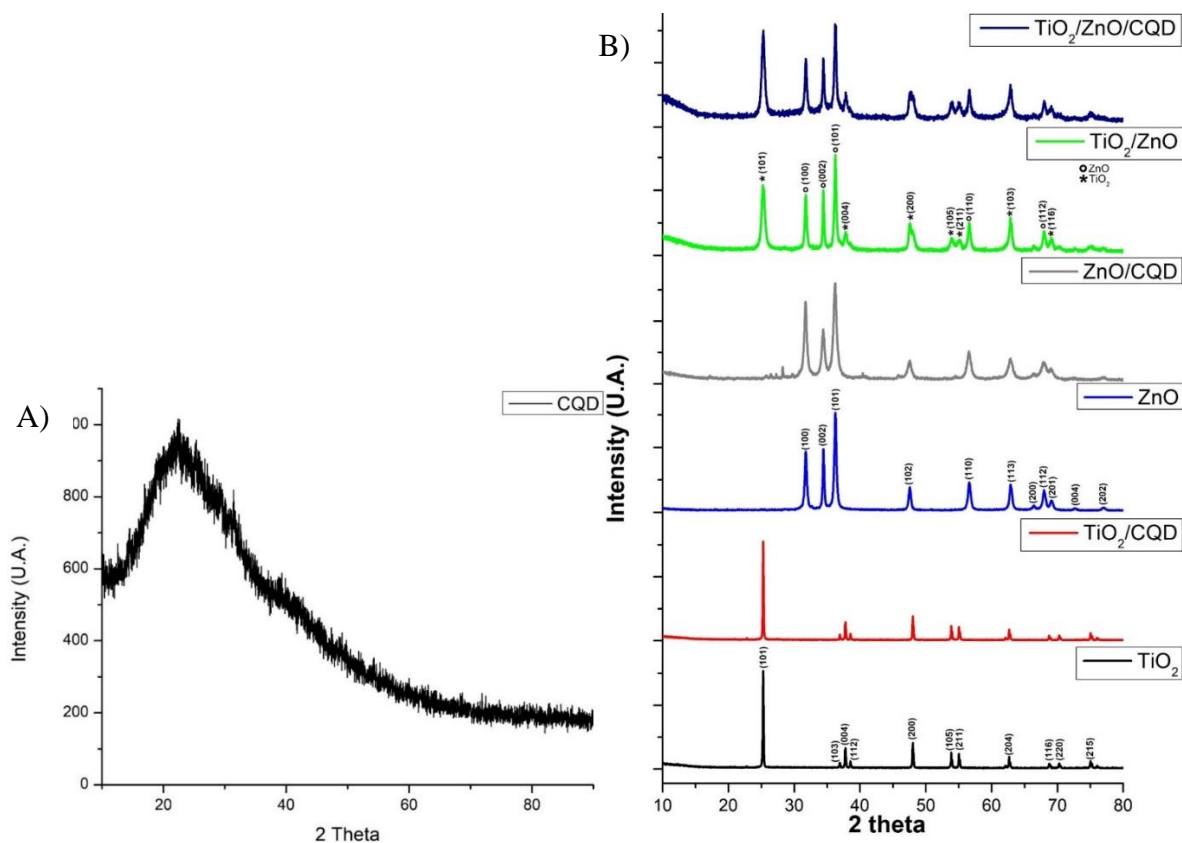 A)
CQD
00
800
600
400
200
0
20
40
60
80
Intensity (U.A.)
2 Theta
B)
TiO2/ZnO/CQD
TiO2/ZnO
o ZnO
* TiO2
* (101)
o (100)
o (002)
o (101)
* (004)
* (200)
* (105)
* (211)
o (110)
* (103)
o (112)
* (116)
ZnO/CQD
ZnO
(100)
(002)
(101)
(102)
(110)
(113)
(200)
(112)
(201)
(004)
(202)
TiO2/CQD
TiO2
(101)
(103)
(004)
(112)
(200)
(105)
(211)
(204)
(116)
(220)
(215)
Intensity (U.A.)
10
20
30
40
50
60
70
80
2 theta